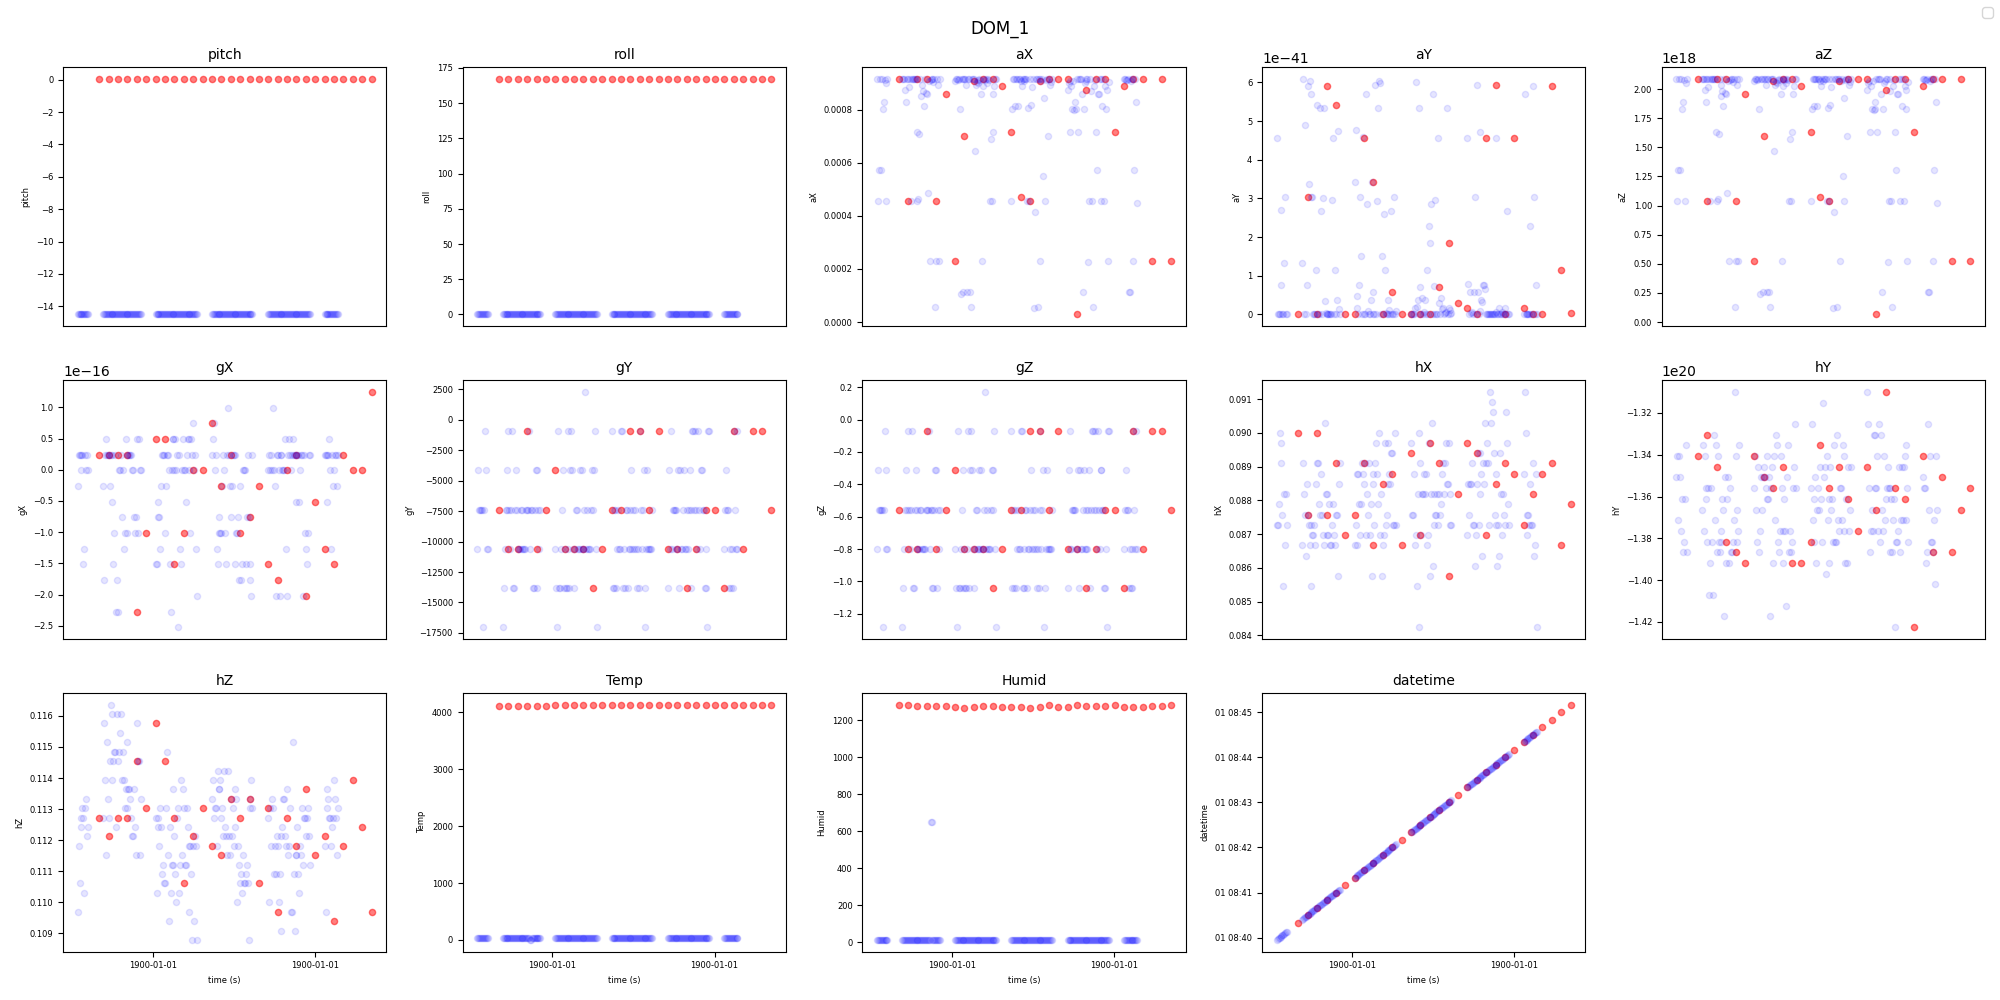 DOM_1
pitch
roll
aX
aY
aZ
1e−41
1e18
0
−2
−4
−6
−8
−10
−12
−14
pitch
175
150
125
100
75
50
25
0
roll
0.0008
0.0006
0.0004
0.0002
0.0000
aX
6
5
4
3
2
1
0
aY
2.00
1.75
1.50
1.25
1.00
0.75
0.50
0.25
0.00
aZ
gX
gY
gZ
hX
hY
1e−16
1e20
1.0
0.5
0.0
−0.5
−1.0
−1.5
−2.0
−2.5
gX
2500
0
−2500
−5000
−7500
−10000
−12500
−15000
−17500
gY
0.2
0.0
−0.2
−0.4
−0.6
−0.8
−1.0
−1.2
gZ
0.091
0.090
0.089
0.088
0.087
0.086
0.085
0.084
hX
−1.32
−1.34
−1.36
−1.38
−1.40
−1.42
hY
hZ
Temp
Humid
datetime
0.116
0.115
0.114
0.113
0.112
0.111
0.110
0.109
hZ
1900-01-01 1900-01-01
time (s)
4000
3000
2000
1000
0
Temp
1900-01-01 1900-01-01
time (s)
1200
1000
800
600
400
200
0
Humid
1900-01-01 1900-01-01
time (s)
01 08:45
01 08:44
01 08:43
01 08:42
01 08:41
01 08:40
datetime
1900-01-01 1900-01-01
time (s)